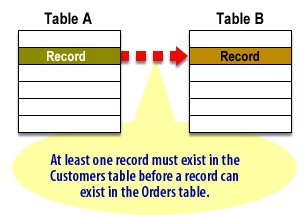 Table A
Table B
Record
Record
At least one record must exist in the
Customers table before a record can
exist in the Orders table.